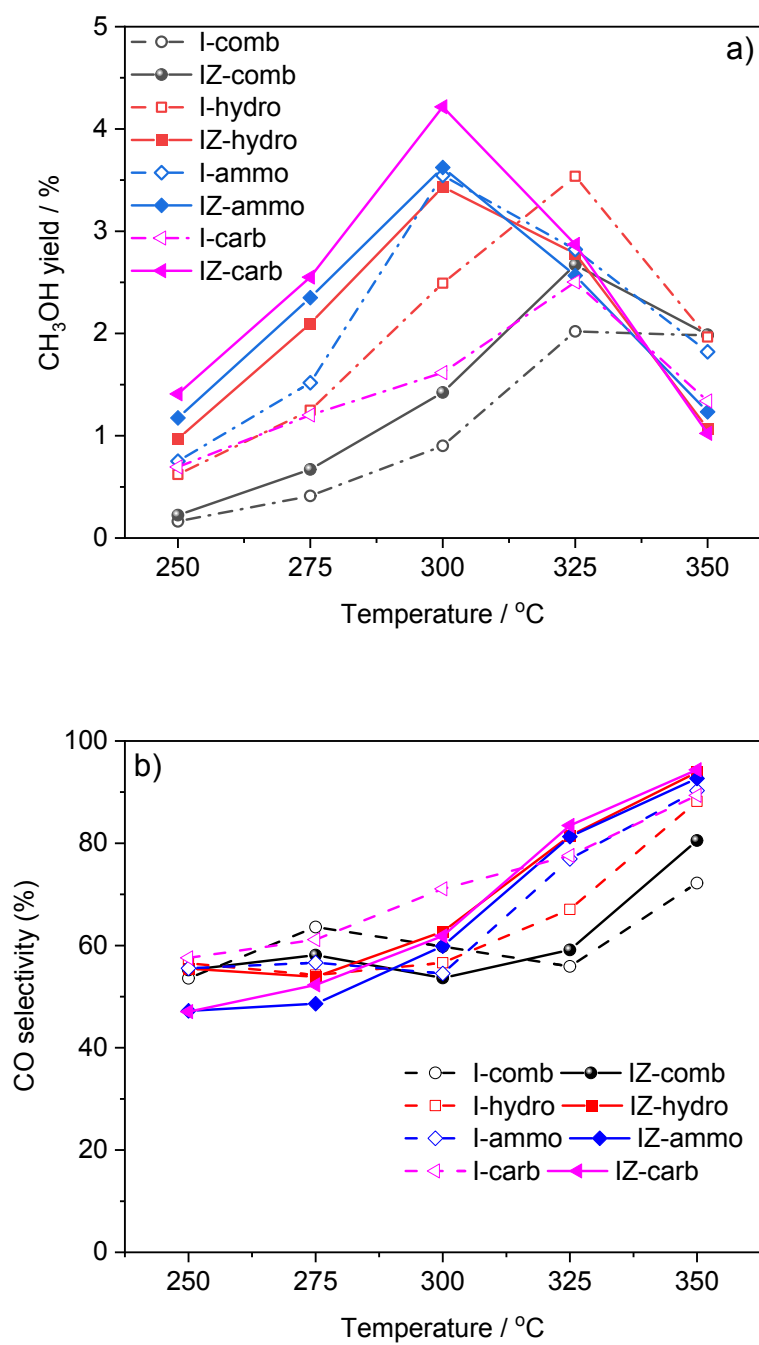 a)
I-comb
IZ-comb
I-hydro
IZ-hydro
I-ammo
IZ-ammo
I-carb
IZ-carb
CH₃OH yield / %
5
4
3
2
1
0
250 275 300 325 350
Temperature / °C
b)
CO selectivity (%)
100
80
60
40
20
0
I-comb IZ-comb
I-hydro IZ-hydro
I-ammo IZ-ammo
I-carb IZ-carb
250 275 300 325 350
Temperature / °C